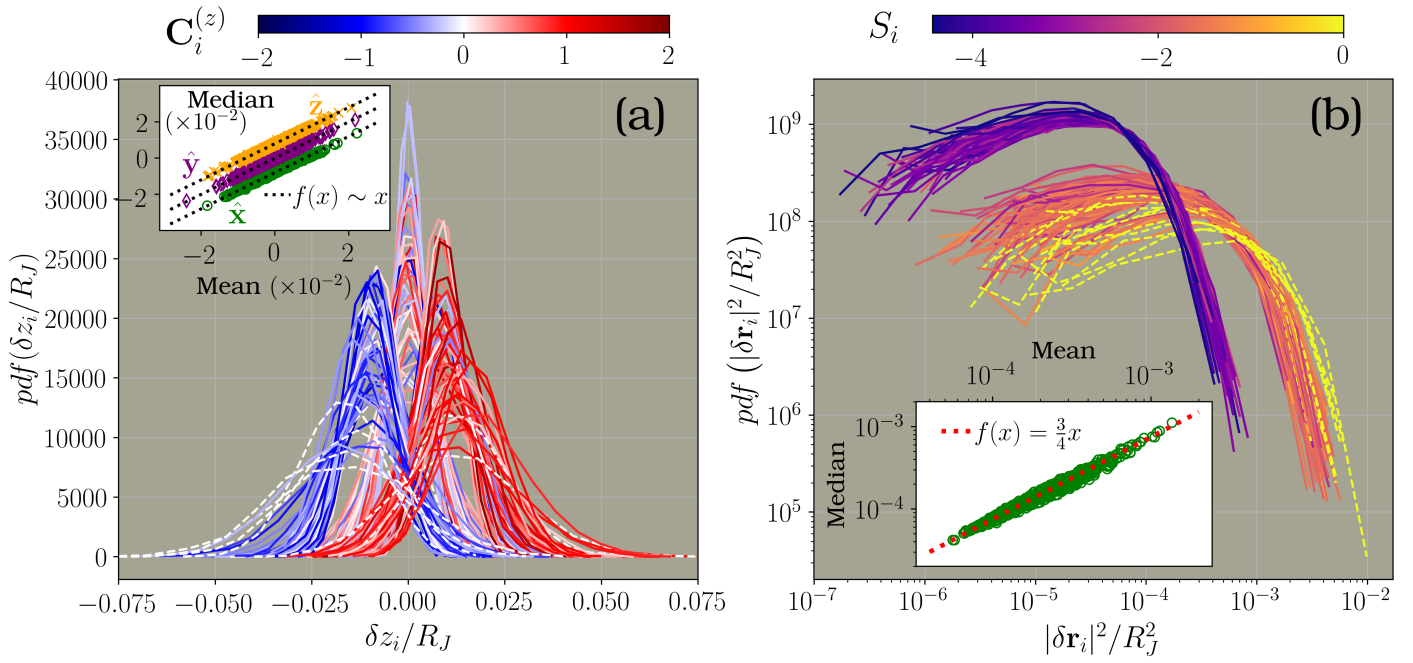 C_i^(z)
−2 −1 0 1 2
pdf(δz_i/R_J)
40000
35000
30000
25000
20000
15000
10000
5000
0
−0.075 −0.050 −0.025 0.000 0.025 0.050 0.075
δz_i/R_J
(a)
Median
(×10^−2)
2
0
−2
ẑ
ŷ
x̂
f(x) ∼ x
−2 0 2
Mean (×10^−2)
S_i
−4 −2 0
pdf (|δr_i|^2/R_J^2)
10^9
10^8
10^7
10^6
10^5
10^−7 10^−6 10^−5 10^−4 10^−3 10^−2
|δr_i|^2/R_J^2
(b)
Mean
10^−4 10^−3
Median
10^−3
10^−4
f(x) = 3/4 x